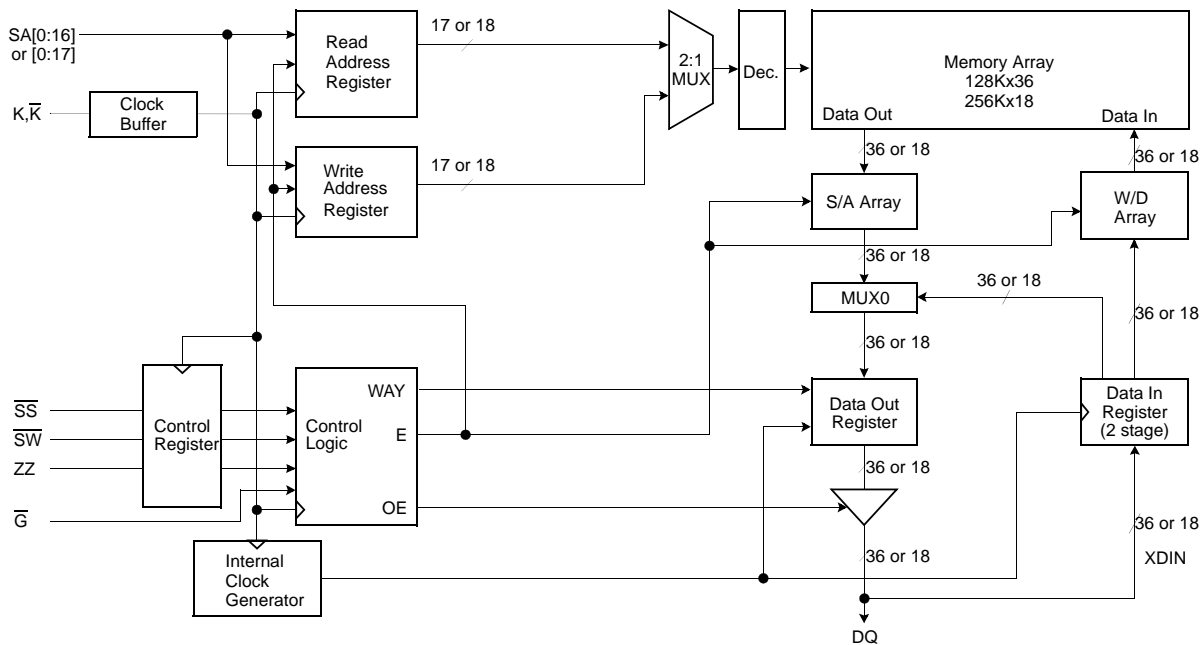 SA[0:16]
or [0:17]
K,K̅
Clock
Buffer
Read
Address
Register
17 or 18
Write
Address
Register
17 or 18
2:1
MUX
Dec.
Memory Array
128Kx36
256Kx18
Data Out
Data In
36 or 18
36 or 18
S/A Array
W/D
Array
36 or 18
36 or 18
MUX0
36 or 18
36 or 18
S̅S̅
S̅W̅
ZZ
G̅
Control
Register
Control
Logic
WAY
E
OE
Data Out
Register
Data In
Register
(2 stage)
36 or 18
36 or 18
36 or 18
XDIN
Internal
Clock
Generator
DQ